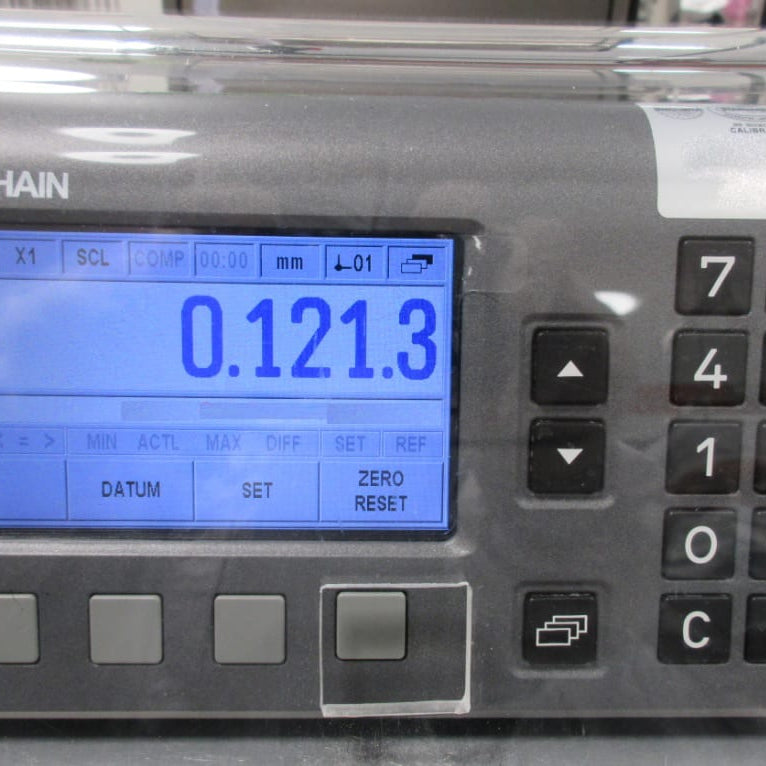 HAIN
CALIBR
X1 SCL COMP 00:00 mm 01
0.121.3
= > MIN ACTL MAX DIFF SET REF
DATUM SET ZERO
RESET
7
4
1
0
C